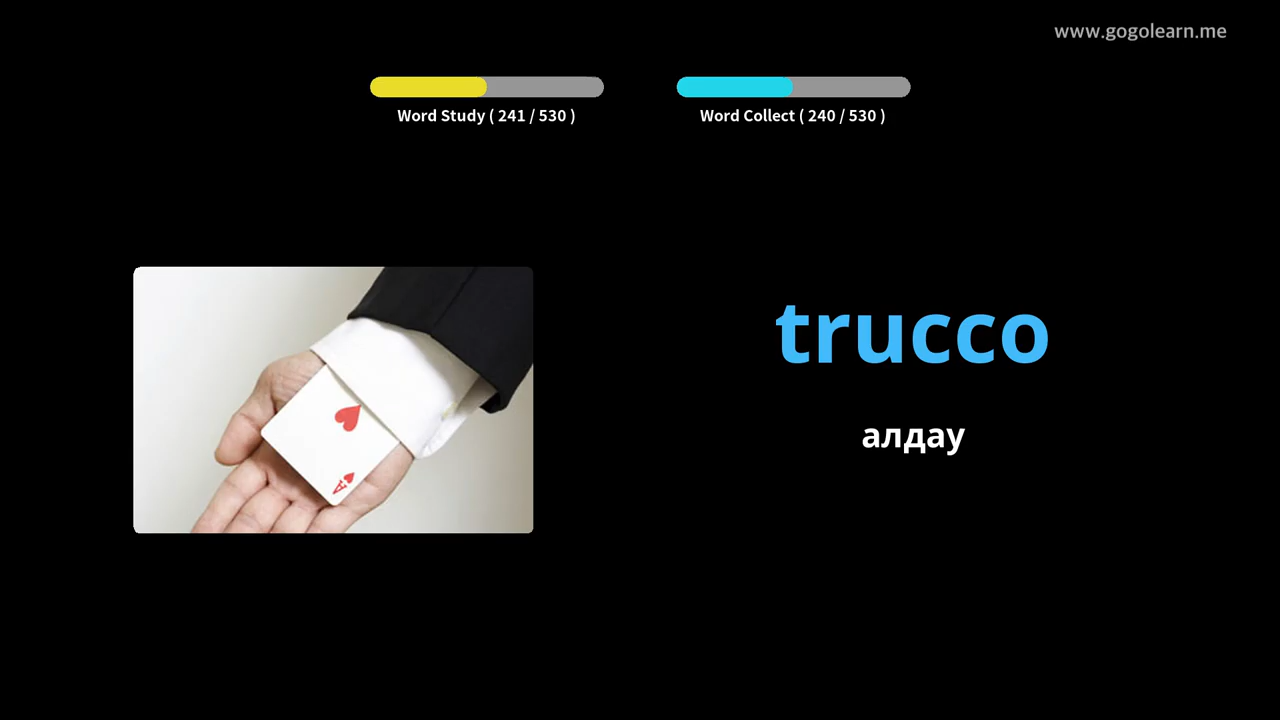 www.gogolearn.me
Word Study ( 241 / 530 )
Word Collect ( 240 / 530 )
trucco
алдау
A